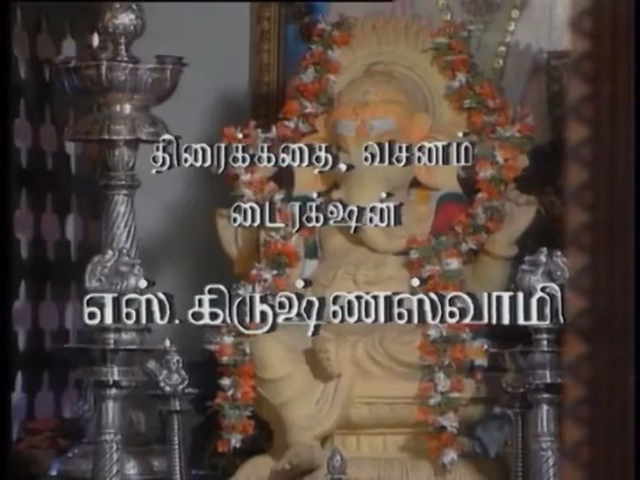 திரைக்கதை, வசனம்
டைரக்‌ஷன்
எஸ். கிருஷ்ணஸ்வாமி